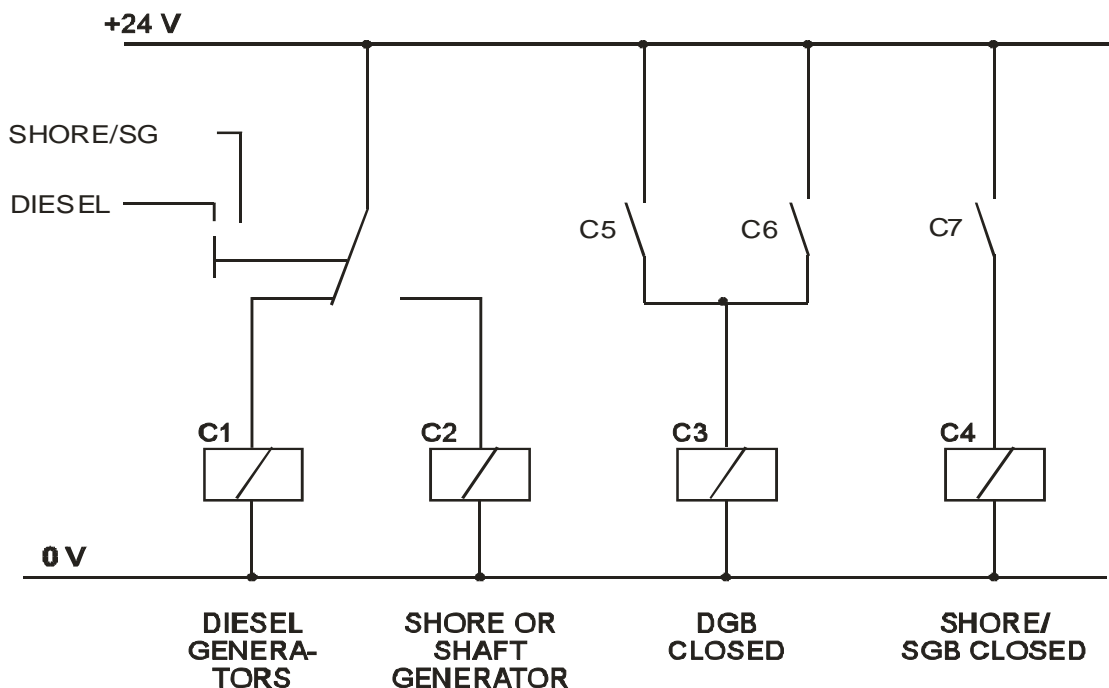 +24 V
SHORE/SG
DIESEL
C5
C6
C7
C1
C2
C3
C4
0 V
DIESEL
GENERA-
TORS
SHORE OR
SHAFT
GENERATOR
DGB
CLOSED
SHORE/
SGB CLOSED